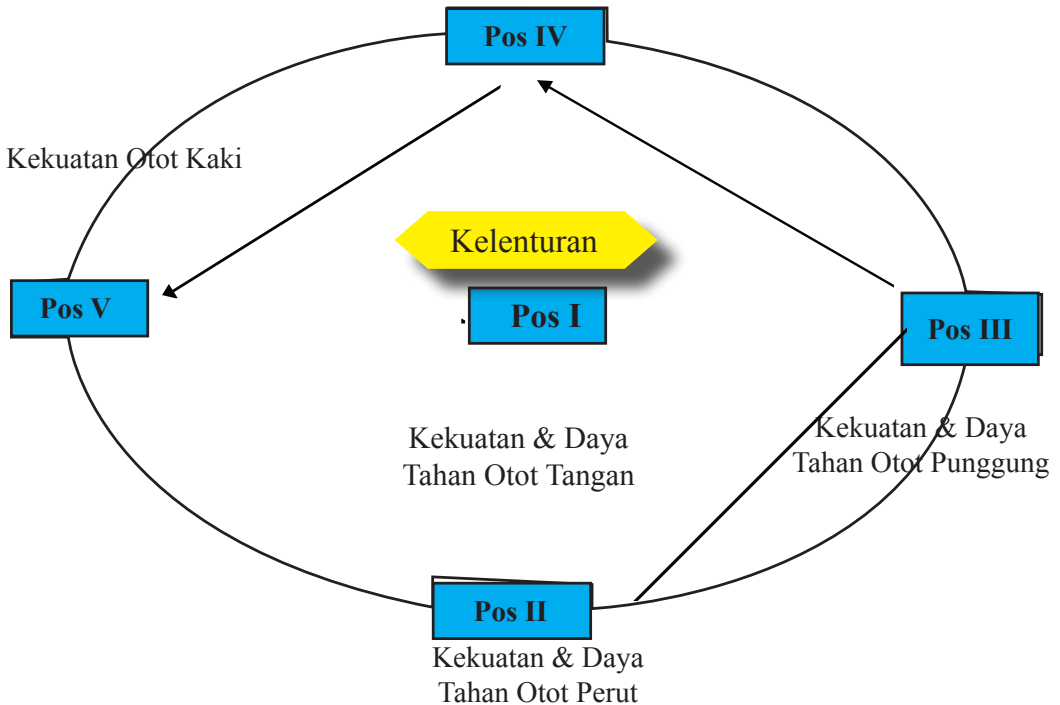 Pos IV
Kekuatan Otot Kaki
Kelenturan
Pos V
Pos I
Pos III
Kekuatan & Daya
Tahan Otot Tangan
Kekuatan & Daya
Tahan Otot Punggung
Pos II
Kekuatan & Daya
Tahan Otot Perut